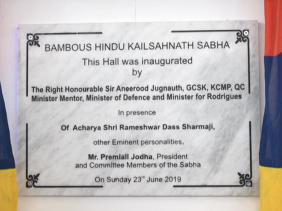 BAMBOUS HINDU KAILSAHNATH SABHA
This Hall was inaugurated
by
The Right Honourable Sir Aneerood Jugnauth, GCSK, KCMP, QC
Minister Mentor, Minister of Defence and Minister for Rodrigues
In presence
Of Acharya Shri Rameshwar Dass Sharmaji,
other Eminent personalities,
Mr. Premlall Jodha, President
and Committee Members of the Sabha
On Sunday 23rd June 2019